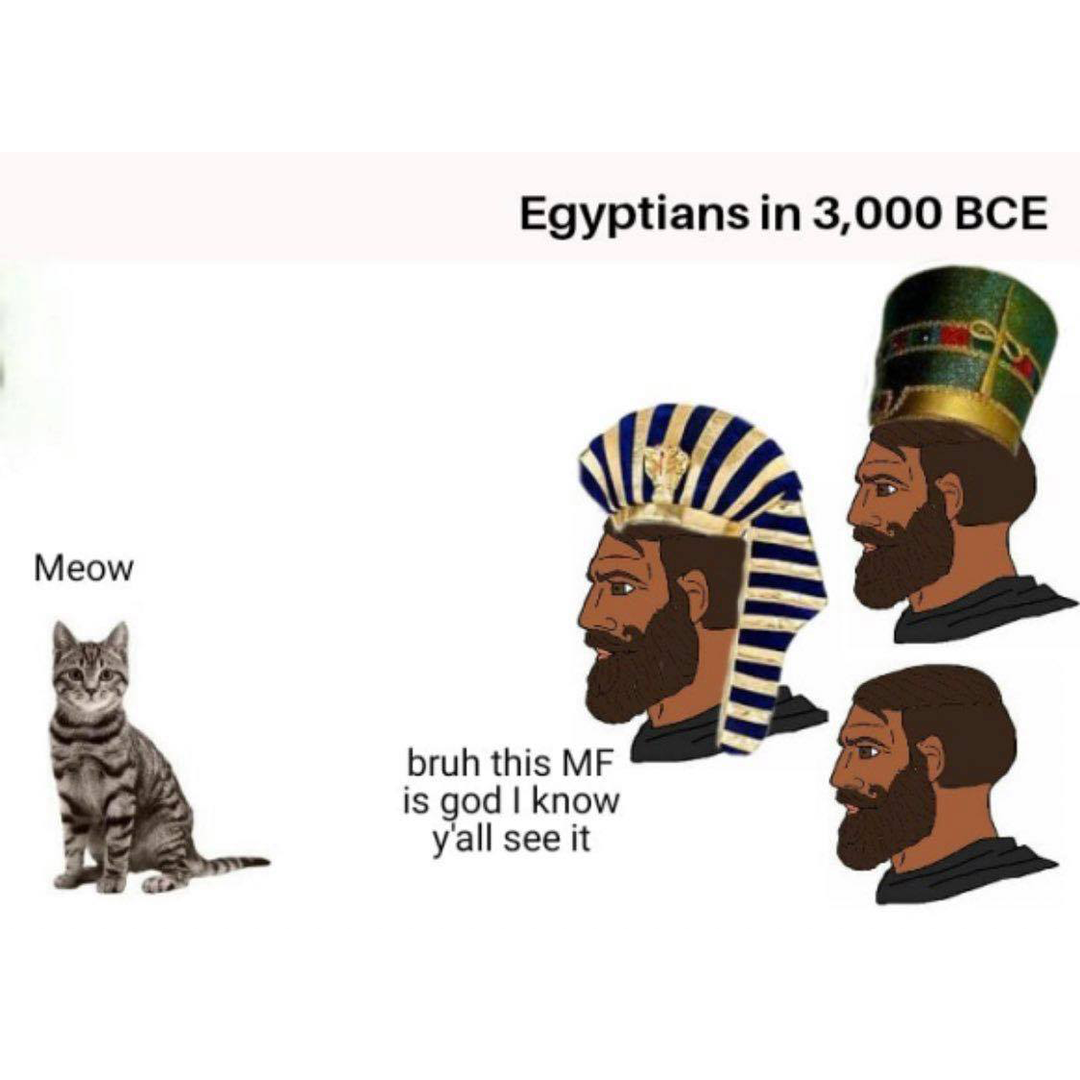 Egyptians in 3,000 BCE
Meow
bruh this MF
is god I know
y'all see it